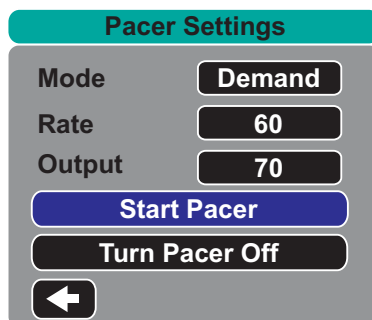 Pacer Settings
Mode Demand
Rate 60
Output 70
Start Pacer
Turn Pacer Off